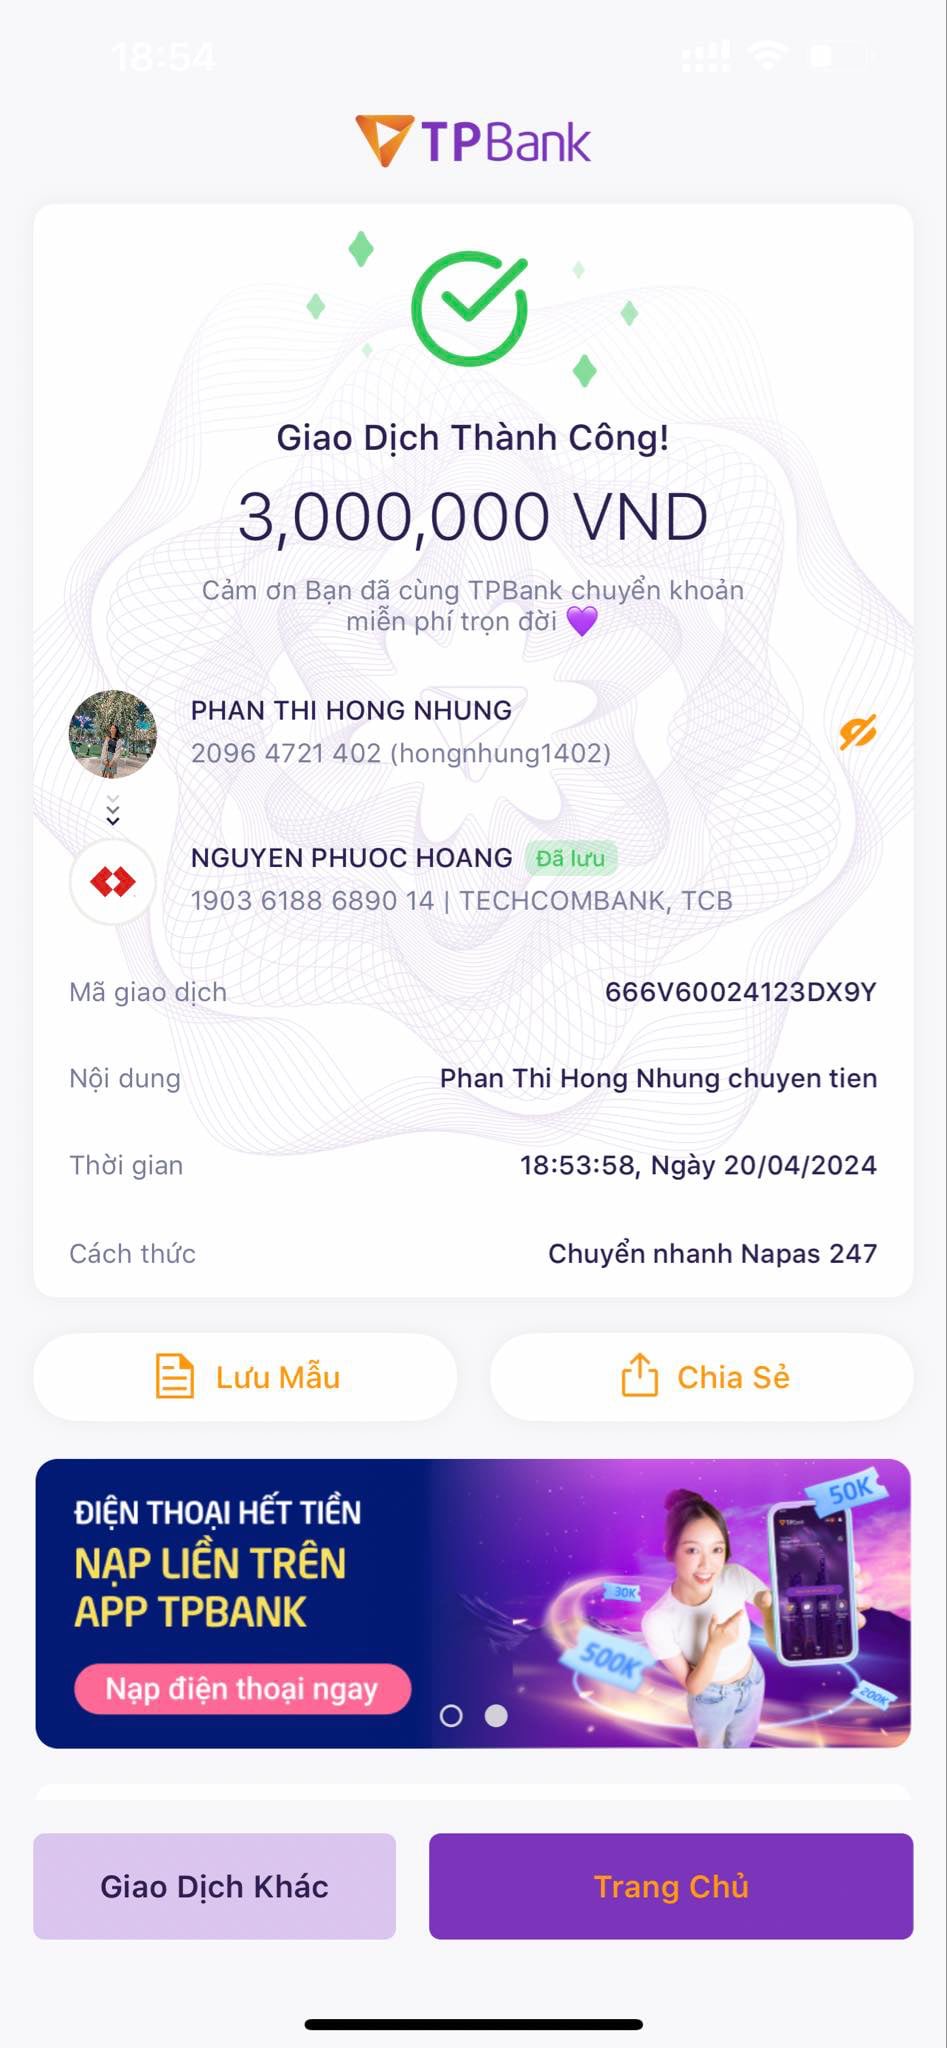 18:54
TPBank
Giao Dịch Thành Công!
3,000,000 VND
Cảm ơn Bạn đã cùng TPBank chuyển khoản
miễn phí trọn đời 💜
PHAN THI HONG NHUNG
2096 4721 402 (hongnhung1402)
NGUYEN PHUOC HOANG Đã lưu
1903 6188 6890 14 | TECHCOMBANK, TCB
Mã giao dịch 666V60024123DX9Y
Nội dung Phan Thi Hong Nhung chuyen tien
Thời gian 18:53:58, Ngày 20/04/2024
Cách thức Chuyển nhanh Napas 247
Lưu Mẫu Chia Sẻ
ĐIỆN THOẠI HẾT TIỀN
NẠP LIỀN TRÊN
APP TPBANK
Nạp điện thoại ngay
50K
30K
500K
200K
Giao Dịch Khác Trang Chủ